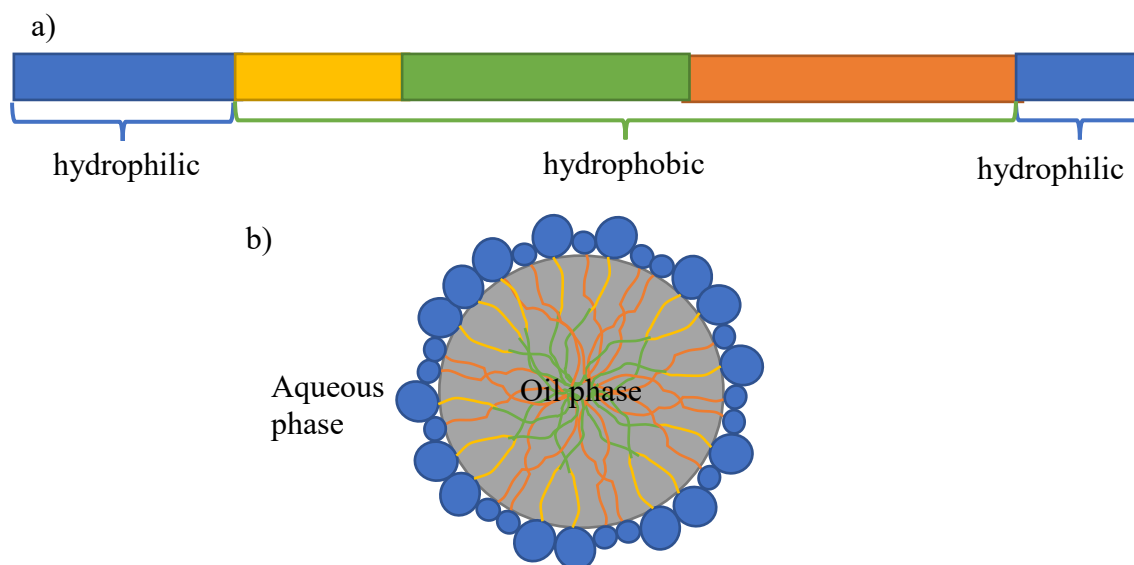 a)
hydrophilic
hydrophobic
hydrophilic
b)
Aqueous
phase
Oil phase